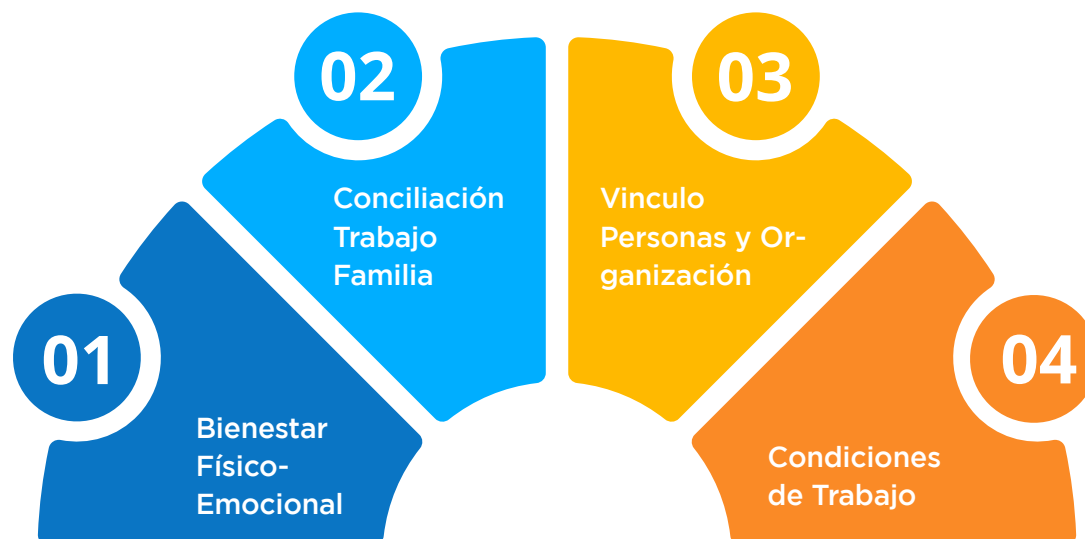 01
Bienestar
Físico-
Emocional
02
Conciliación
Trabajo
Familia
03
Vinculo
Personas y Or-
ganización
04
Condiciones
de Trabajo